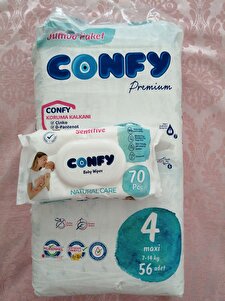 Jumbo Paket
CONFY
Premium
CONFY
KORUMA KALKANI
Çinko
D-Pantenol
Sensitive
CONFY
Baby Wipes
70
Pcs
NATURAL CARE
4
maxi
7-14 kg
56 adet